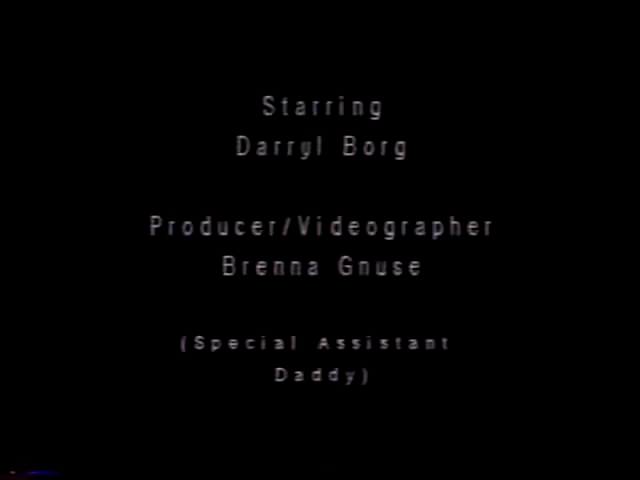 Starring
Darryl Borg
Producer/Videographer
Brenna Gnuse
(Special Assistant
Daddy)